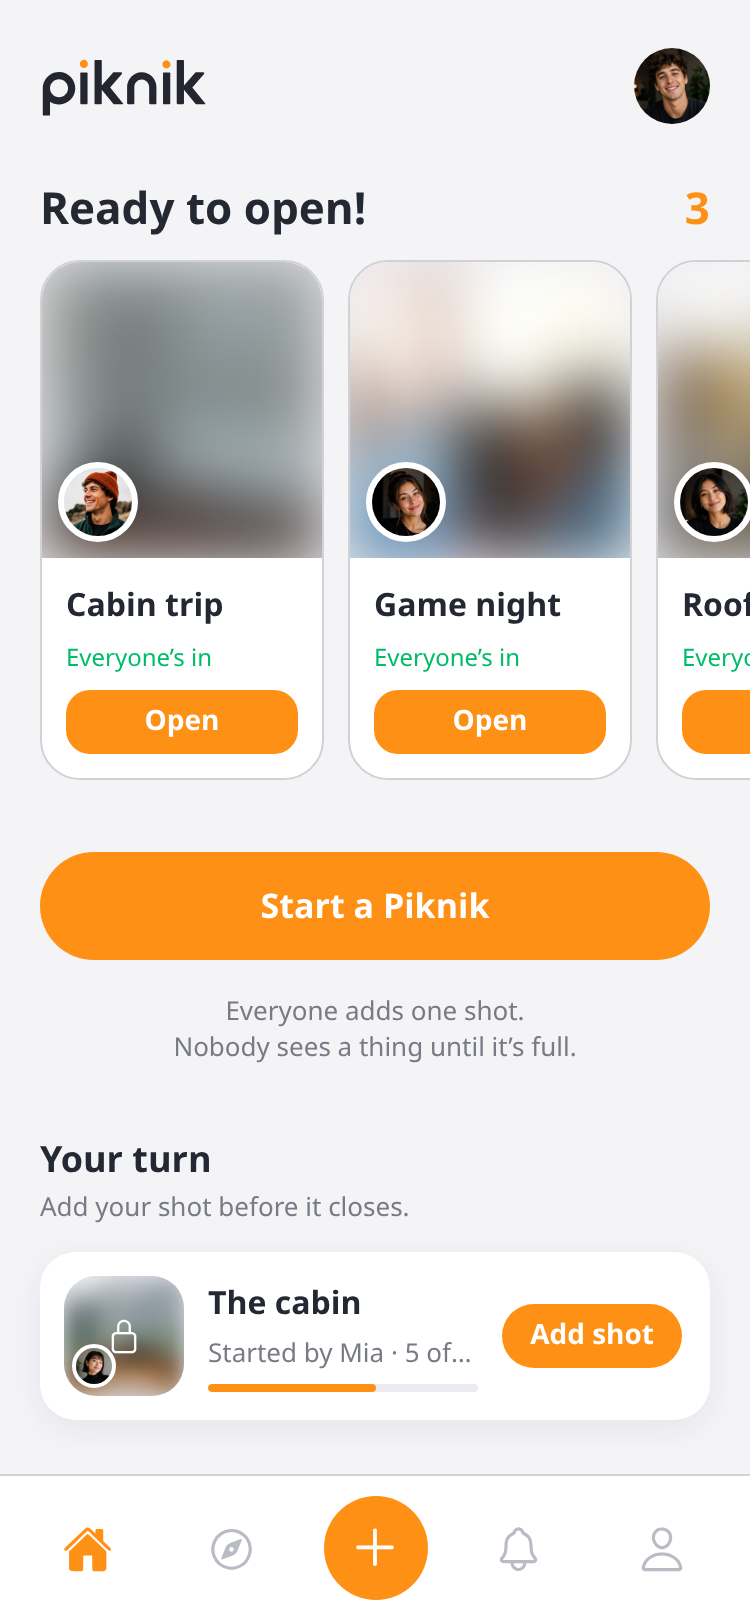 piknik
Ready to open!
3
Cabin trip
Everyone’s in
Open
Game night
Everyone’s in
Open
Start a Piknik
Everyone adds one shot.
Nobody sees a thing until it’s full.
Your turn
Add your shot before it closes.
The cabin
Started by Mia · 5 of...
Add shot